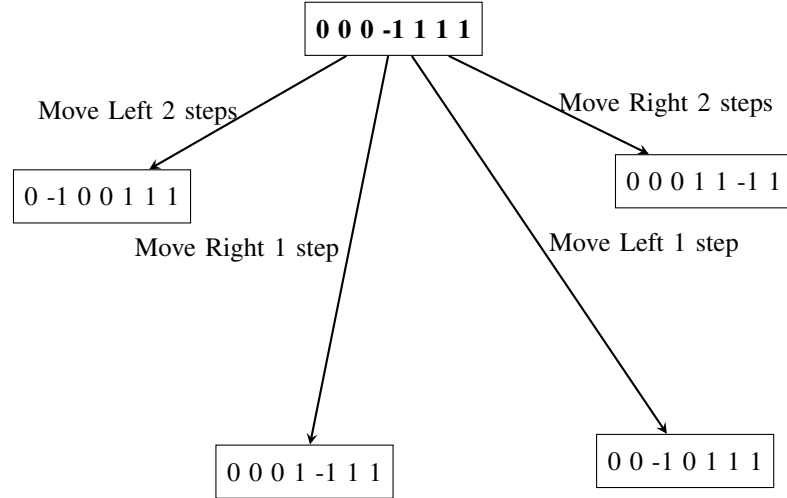 0 0 0 -1 1 1 1
Move Left 2 steps
Move Right 2 steps
0 -1 0 0 1 1 1
0 0 0 1 1 -1 1
Move Right 1 step
Move Left 1 step
0 0 0 1 -1 1 1
0 0 -1 0 1 1 1